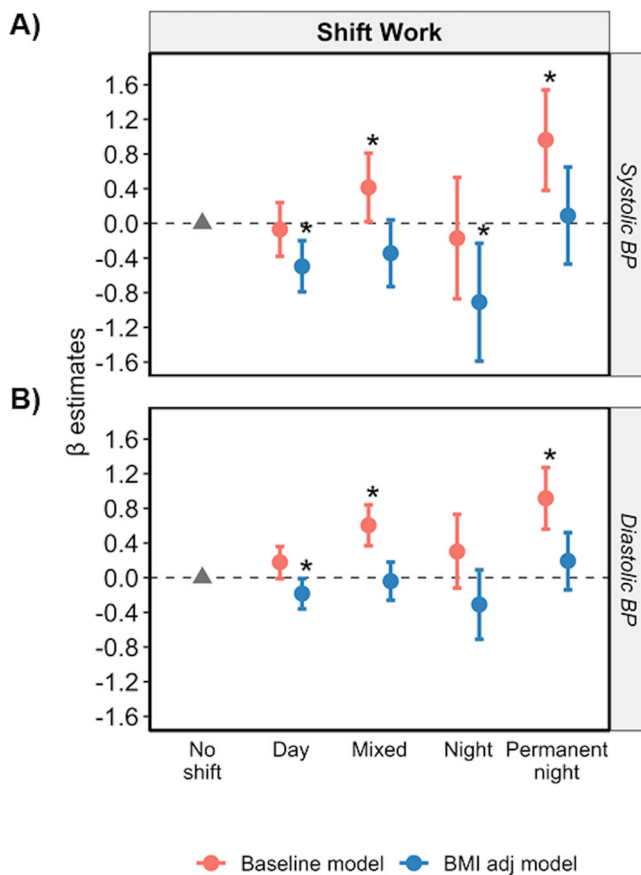 A)
Shift Work
1.6
*
*
1.2
0.8
0.4
*
*
0.0
-0.4
-0.8
-1.2
-1.6
Systolic BP
β estimates
B)
1.6
*
*
1.2
0.8
0.4
*
0.0
-0.4
-0.8
-1.2
-1.6
Diastolic BP
No shift
Day
Mixed
Night
Permanent night
Baseline model
BMI adj model